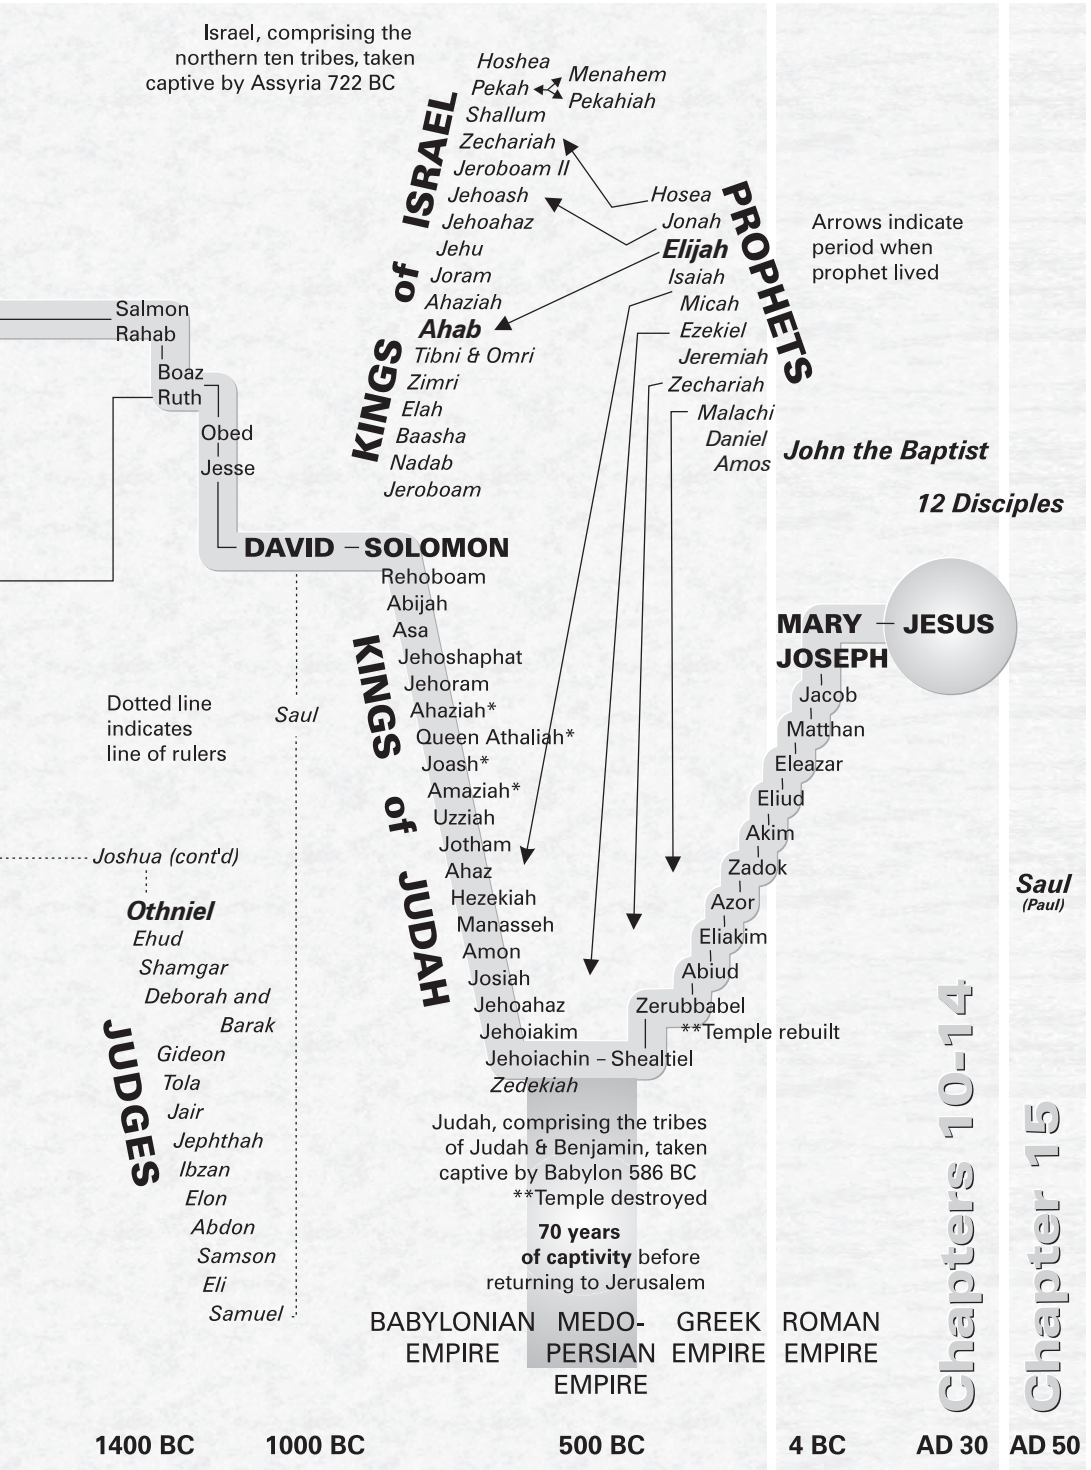 Israel, comprising the
northern ten tribes, taken
captive by Assyria 722 BC
Hoshea
Pekah
Menahem
Pekahiah
Shallum
Zechariah
Jeroboam II
Jehoash
Jehoahaz
Jehu
Joram
Ahaziah
Ahab
Tibni & Omri
Zimri
Elah
Baasha
Nadab
Jeroboam
KINGS of ISRAEL
Hosea
Jonah
Elijah
Isaiah
Micah
Ezekiel
Jeremiah
Zechariah
Malachi
Daniel
Amos
PROPHETS
Arrows indicate
period when
prophet lived
John the Baptist
12 Disciples
Salmon
Rahab
Boaz
Ruth
Obed
Jesse
DAVID – SOLOMON
Rehoboam
Abijah
Asa
Jehoshaphat
Jehoram
Ahaziah*
Queen Athaliah*
Joash*
Amaziah*
Uzziah
Jotham
Ahaz
Hezekiah
Manasseh
Amon
Josiah
Jehoahaz
Jehoiakim
Jehoiachin – Shealtiel
Zedekiah
KINGS of JUDAH
MARY – JESUS
JOSEPH
Jacob
Matthan
Eleazar
Eliud
Akim
Zadok
Azor
Eliakim
Abiud
Zerubbabel
**Temple rebuilt
Dotted line
indicates
line of rulers
Saul
Joshua (cont'd)
Othniel
Ehud
Shamgar
Deborah and
Barak
Gideon
Tola
Jair
Jephthah
Ibzan
Elon
Abdon
Samson
Eli
Samuel
JUDGES
Judah, comprising the tribes
of Judah & Benjamin, taken
captive by Babylon 586 BC
**Temple destroyed
70 years
of captivity before
returning to Jerusalem
Saul
(Paul)
Chapters 10-14
Chapter 15
BABYLONIAN
EMPIRE
MEDO-
PERSIAN
EMPIRE
GREEK
EMPIRE
ROMAN
EMPIRE
1400 BC
1000 BC
500 BC
4 BC
AD 30
AD 50